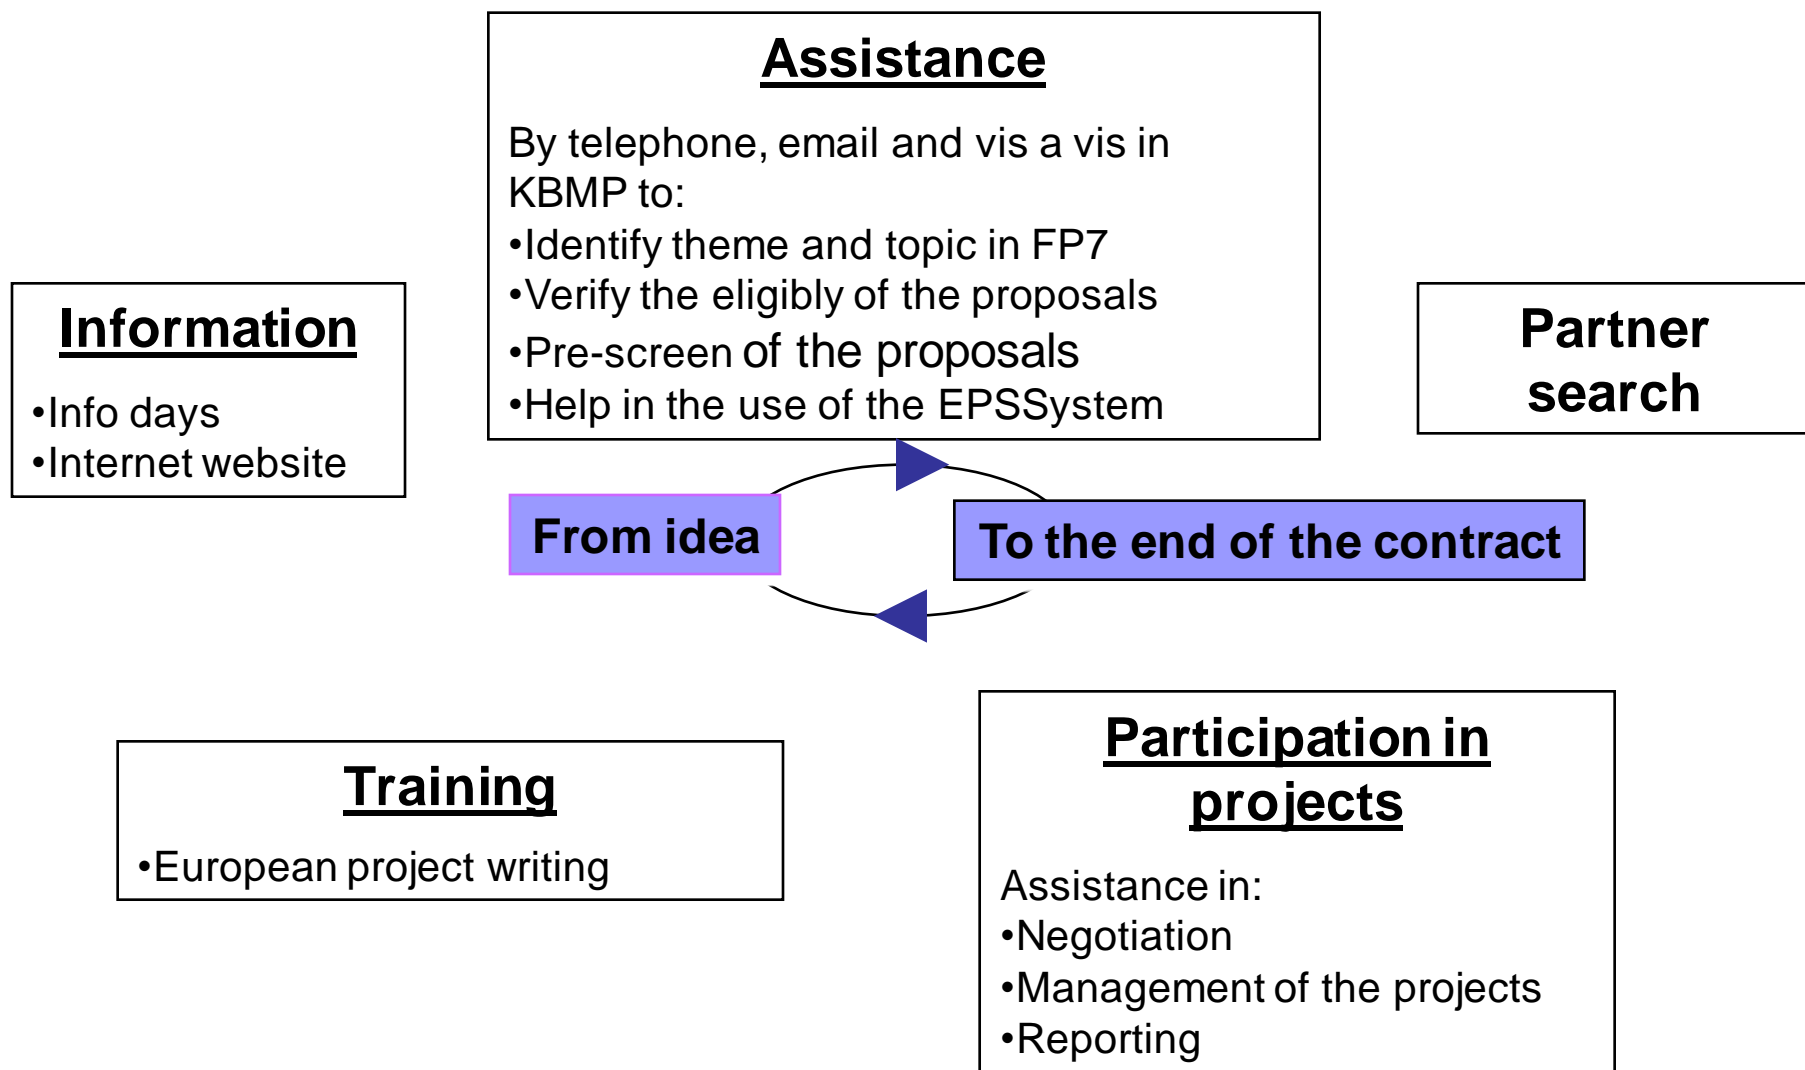 Assistance
By telephone, email and vis a vis in
KBMP to:
•Identify theme and topic in FP7
•Verify the eligibly of the proposals
•Pre-screen of the proposals
•Help in the use of the EPSSystem
Information
•Info days
•Internet website
Partner
search
From idea
To the end of the contract
Training
•European project writing
Participation in
projects
Assistance in:
•Negotiation
•Management of the projects
•Reporting